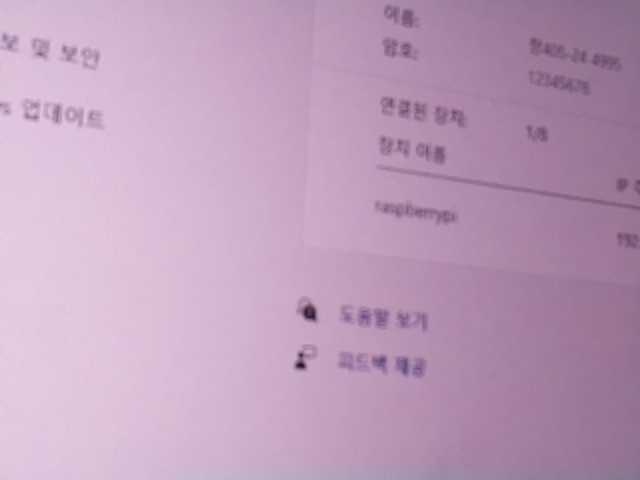 이름:
보 및 보안
암호:
12345678
s 업데이트
연결된 장치: 1/8
장치 이름
raspberrypi 192
도움말 보기
피드백 제공